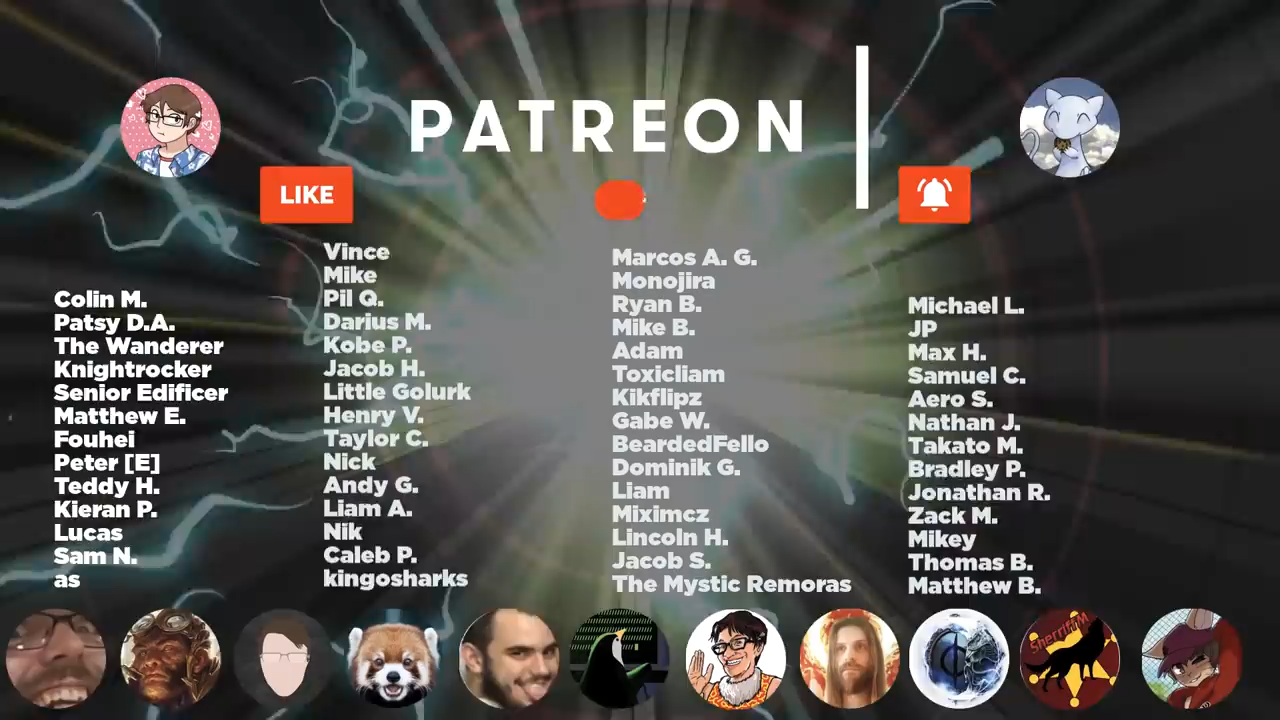 PATREON
LIKE
Colin M.
Patsy D.A.
The Wanderer
Knightrocker
Senior Edificer
Matthew E.
Fouhei
Peter [E]
Teddy H.
Kieran P.
Lucas
Sam N.
as
Vince
Mike
Pil Q.
Darius M.
Kobe P.
Jacob H.
Little Golurk
Henry V.
Taylor C.
Nick
Andy G.
Liam A.
Nik
Caleb P.
kingosharks
Marcos A. G.
Monojira
Ryan B.
Mike B.
Adam
Toxicliam
Kikflipz
Gabe W.
BeardedFello
Dominik G.
Liam
Miximcz
Lincoln H.
Jacob S.
The Mystic Remoras
Michael L.
JP
Max H.
Samuel C.
Aero S.
Nathan J.
Takato M.
Bradley P.
Jonathan R.
Zack M.
Mikey
Thomas B.
Matthew B.
SherriffM